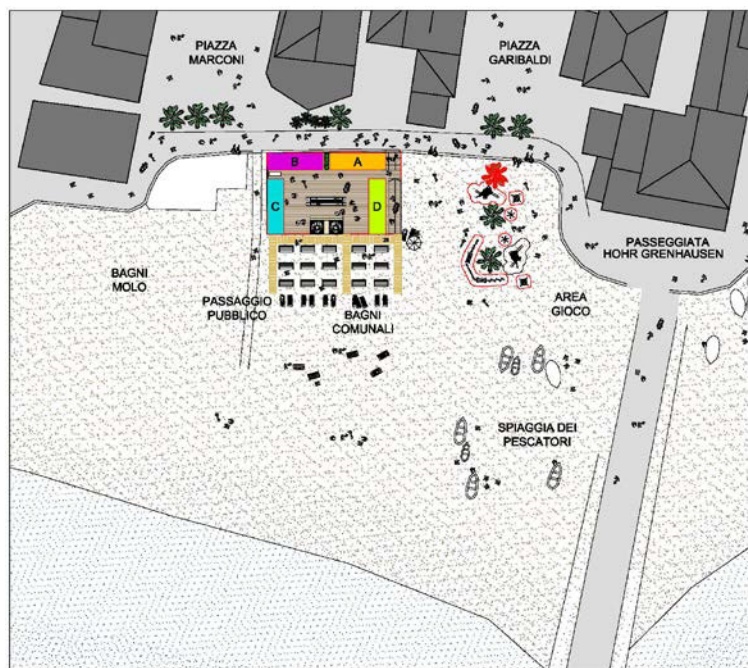 PIAZZA
MARCONI
PIAZZA
GARIBALDI
B
A
C
D
PASSEGGIATA
HOHR GRENHAUSEN
BAGNI
MOLO
PASSAGGIO
PUBBLICO
BAGNI
COMUNALI
AREA
GIOCO
SPIAGGIA DEI
PESCATORI